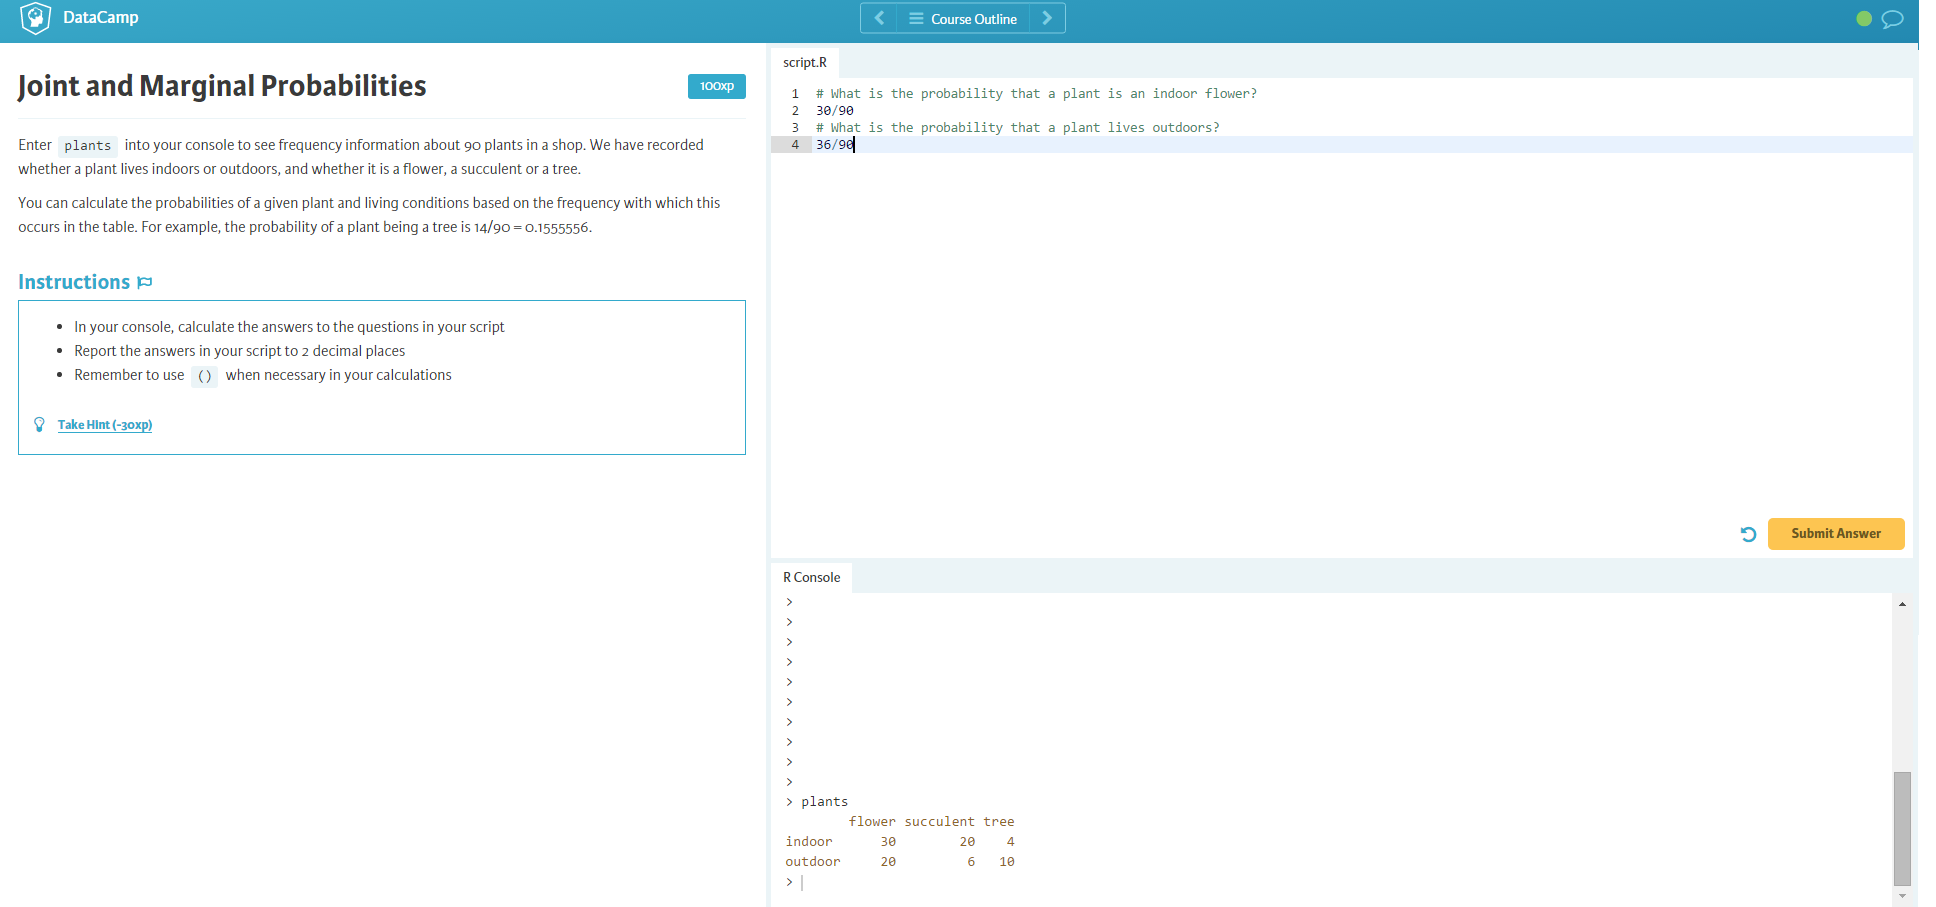 DataCamp
Course Outline
Joint and Marginal Probabilities
100xp
Enter plants into your console to see frequency information about 90 plants in a shop. We have recorded
whether a plant lives indoors or outdoors, and whether it is a flower, a succulent or a tree.
You can calculate the probabilities of a given plant and living conditions based on the frequency with which this
occurs in the table. For example, the probability of a plant being a tree is 14/90 = 0.1555556.
Instructions
• In your console, calculate the answers to the questions in your script
• Report the answers in your script to 2 decimal places
• Remember to use () when necessary in your calculations
Take Hint (-30xp)
script.R
1 # What is the probability that a plant is an indoor flower?
2 30/90
3 # What is the probability that a plant lives outdoors?
4 36/90
Submit Answer
R Console
>
>
>
>
>
>
>
>
>
>
> plants
flower succulent tree
indoor 30 20 4
outdoor 20 6 10
>